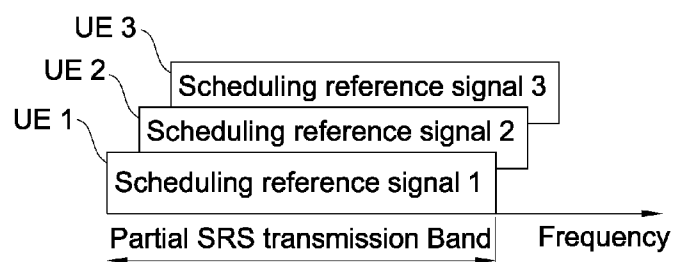 UE 3
Scheduling reference signal 3
UE 2
Scheduling reference signal 2
UE 1
Scheduling reference signal 1
Partial SRS transmission Band
Frequency